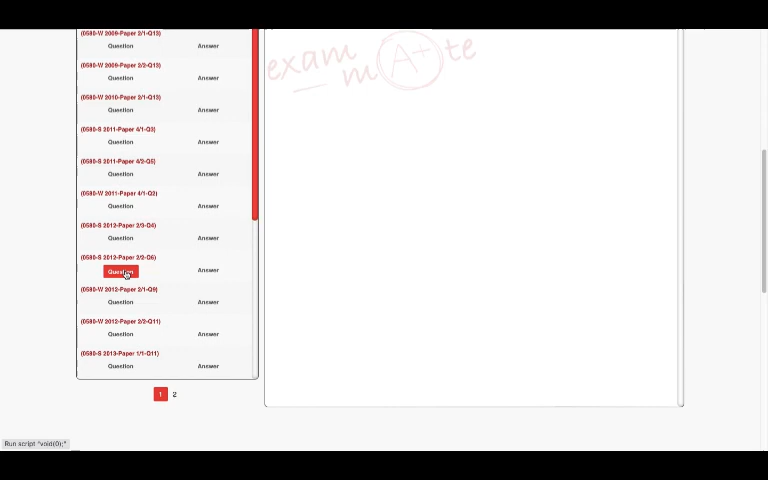 (0580-W 2009-Paper 2/1-Q13)
Question Answer
(0580-W 2009-Paper 2/2-Q13)
Question Answer
(0580-W 2010-Paper 2/1-Q13)
Question Answer
(0580-S 2011-Paper 4/1-Q3)
Question Answer
(0580-S 2011-Paper 4/2-Q5)
Question Answer
(0580-W 2011-Paper 4/1-Q2)
Question Answer
(0580-S 2012-Paper 2/3-Q4)
Question Answer
(0580-S 2012-Paper 2/2-Q6)
Question Answer
(0580-W 2012-Paper 2/1-Q9)
Question Answer
(0580-W 2012-Paper 2/2-Q11)
Question Answer
(0580-S 2013-Paper 1/1-Q11)
Question Answer
1 2
exam
m A+ te
Run script "void(0);"